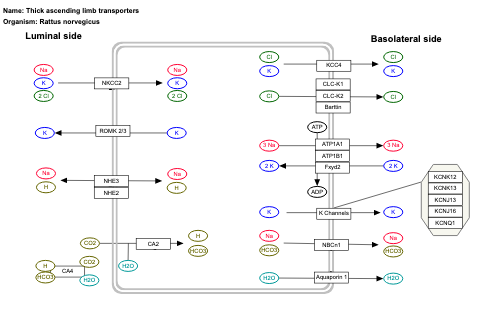 Name: Thick ascending limb transporters
Organism: Rattus norvegicus
Luminal side
Basolateral side
Na
K
2 Cl
NKCC2
Na
K
2 Cl
Cl
K
KCC4
Cl
K
CLC-K1
CLC-K2
Barttin
Cl
Cl
K
ROMK 2/3
K
ATP
3 Na
2 K
ATP1A1
ATP1B1
Fxyd2
3 Na
2 K
ADP
Na
H
NHE3
NHE2
Na
H
KCNK12
KCNK13
KCNJ13
KCNJ16
KCNQ1
K
K Channels
K
CO2
CA2
H
HCO3
Na
HCO3
NBCn1
Na
HCO3
H
HCO3
CA4
CO2
H2O
H2O
H2O
Aquaporin 1
H2O